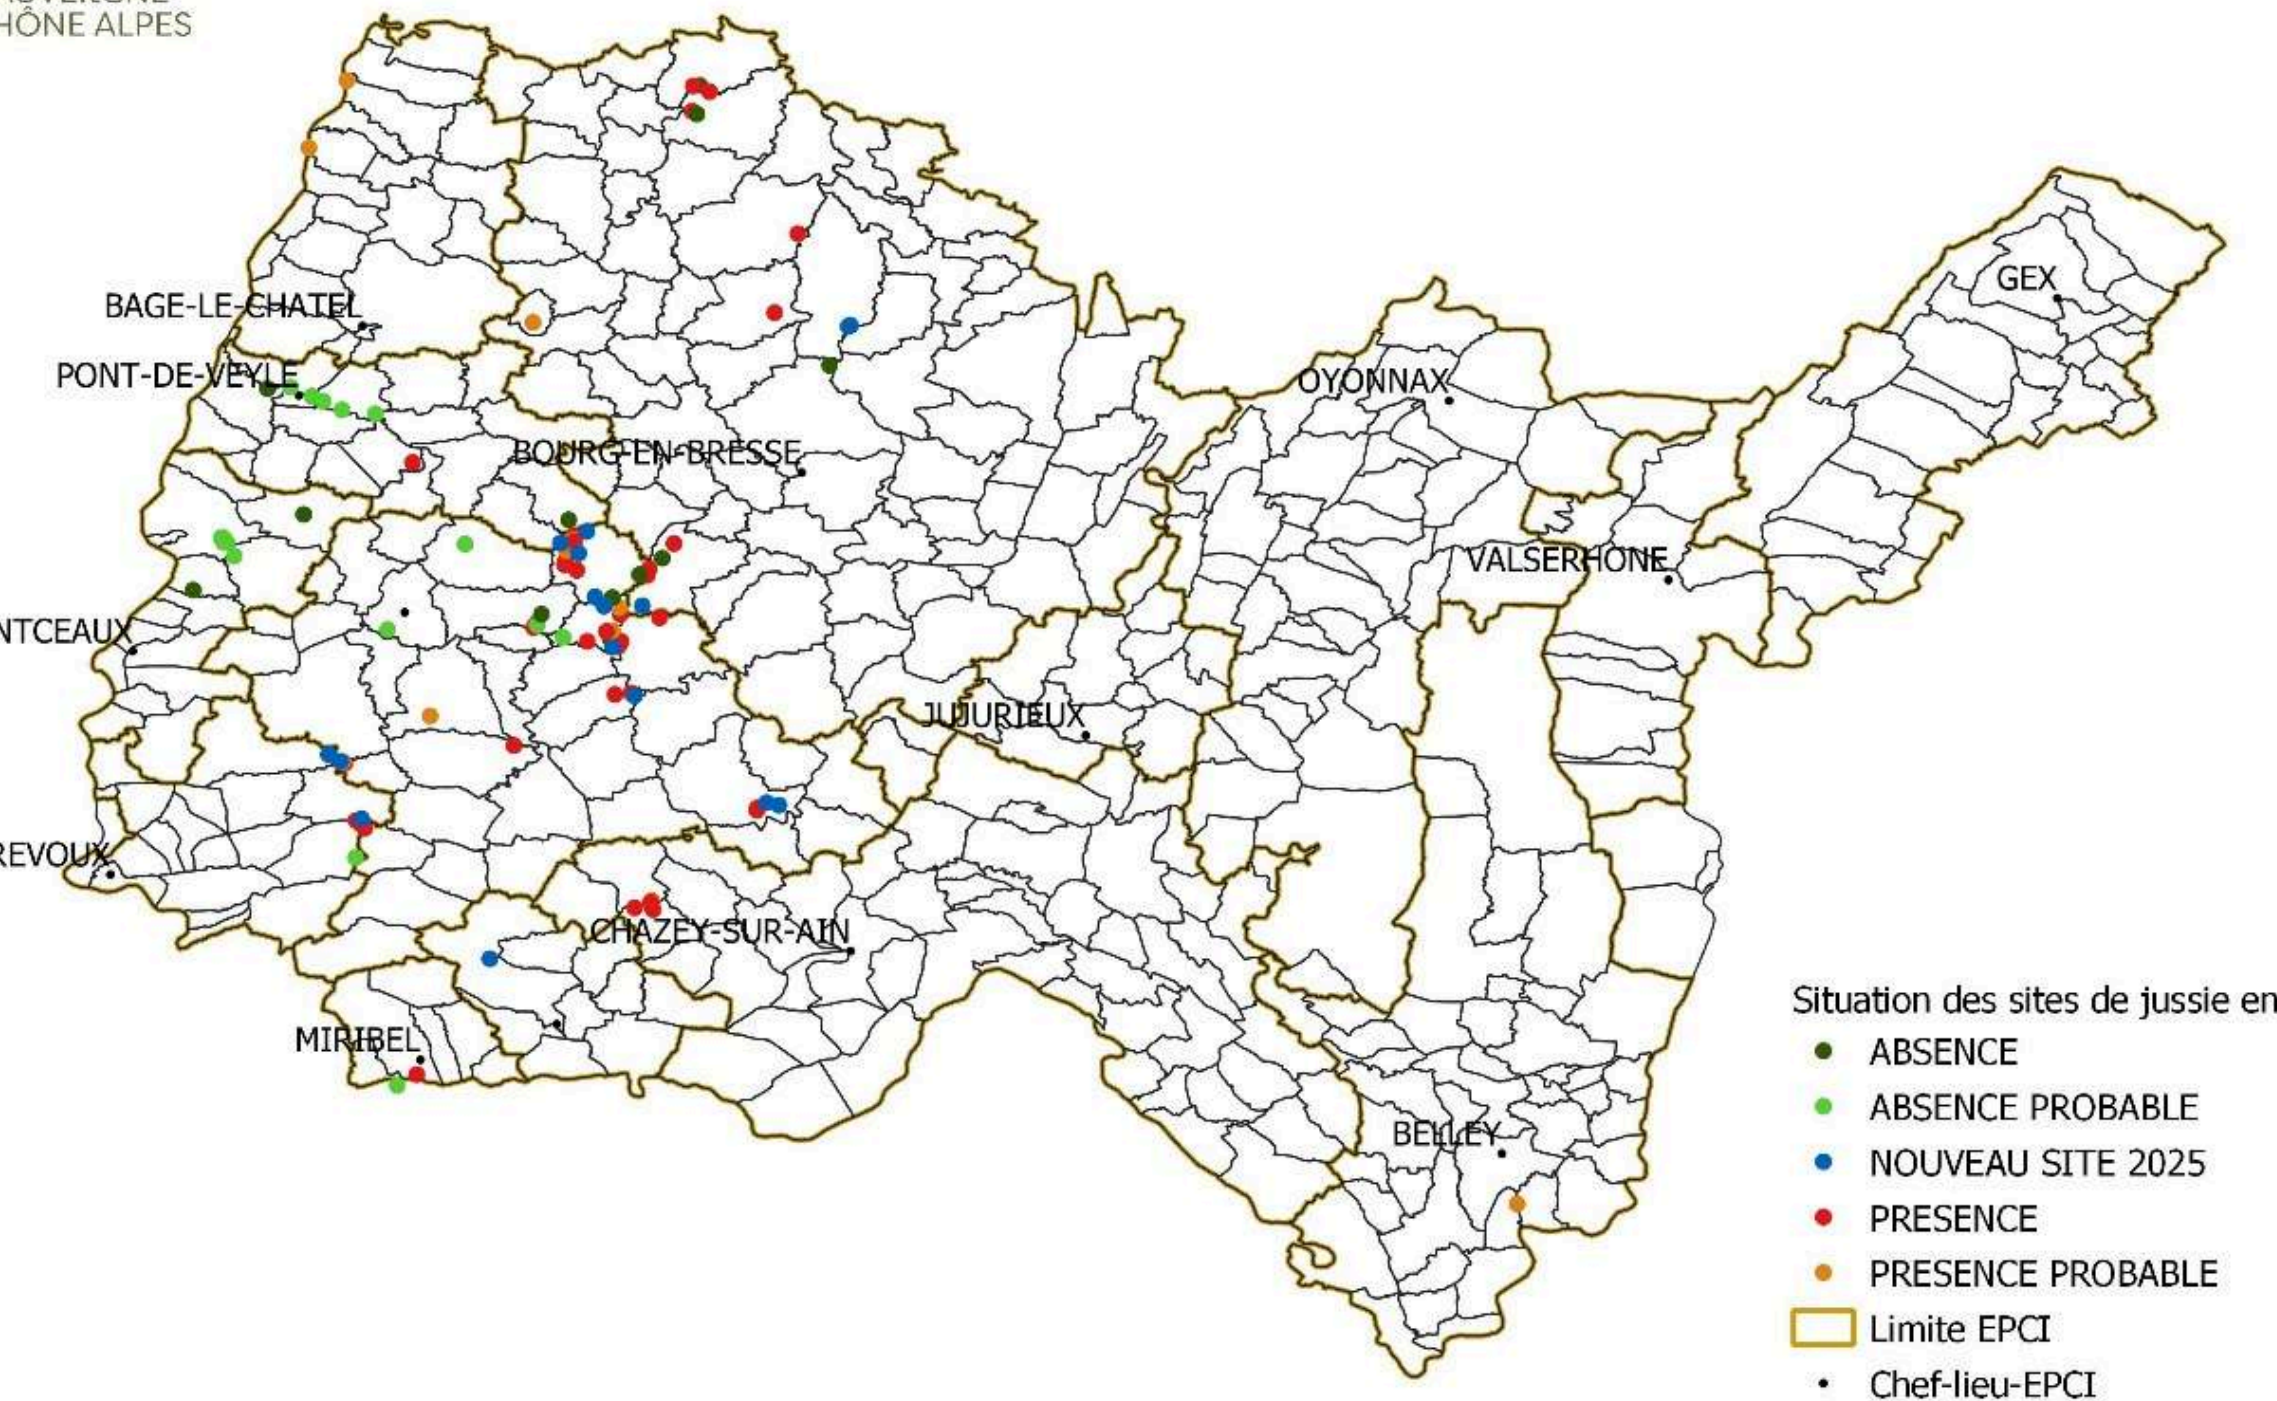 HÔNE ALPES
GEX
BAGE-LE-CHATEL
PONT-DE-VEYLE
OYONNAX
BOURG-EN-BRESSE
VALSERHONE
NTCEAUX
JUJURIEUX
REVOUX
CHAZEY-SUR-AIN
MIRIBEL
BELLEY
Situation des sites de jussie en
ABSENCE
ABSENCE PROBABLE
NOUVEAU SITE 2025
PRESENCE
PRESENCE PROBABLE
Limite EPCI
Chef-lieu-EPCI